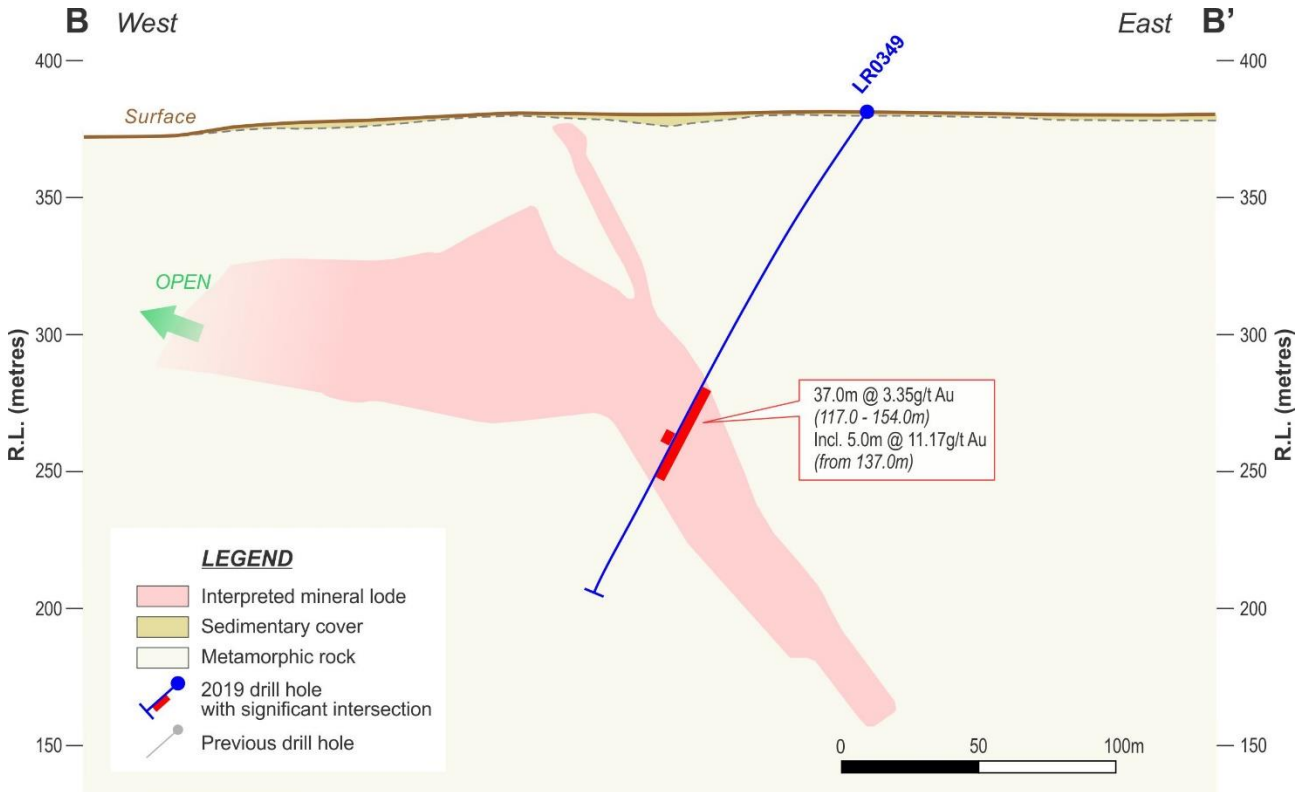 B West
East B’
LR0349
400
400
Surface
350
350
OPEN
300
300
R.L. (metres)
R.L. (metres)
37.0m @ 3.35g/t Au
(117.0 - 154.0m)
Incl. 5.0m @ 11.17g/t Au
(from 137.0m)
250
250
LEGEND
Interpreted mineral lode
Sedimentary cover
Metamorphic rock
2019 drill hole
with significant intersection
Previous drill hole
200
200
150
150
0 50 100m